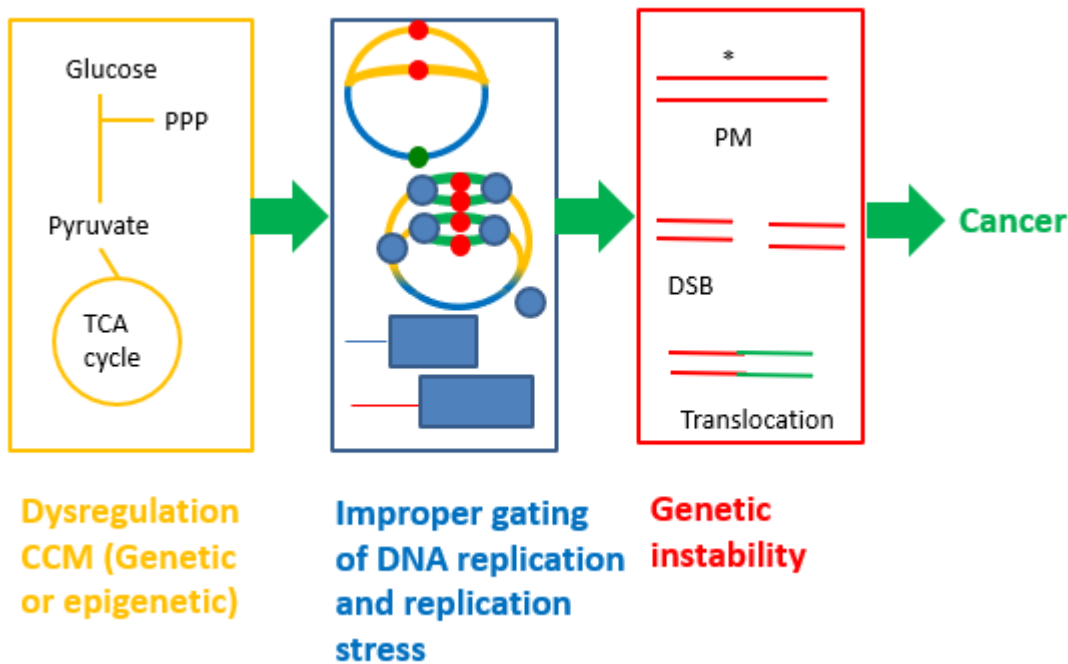 Glucose
PPP
Pyruvate
TCA
cycle
*
PM
DSB
Translocation
Cancer
Dysregulation
CCM (Genetic
or epigenetic)
Improper gating
of DNA replication
and replication
stress
Genetic
instability